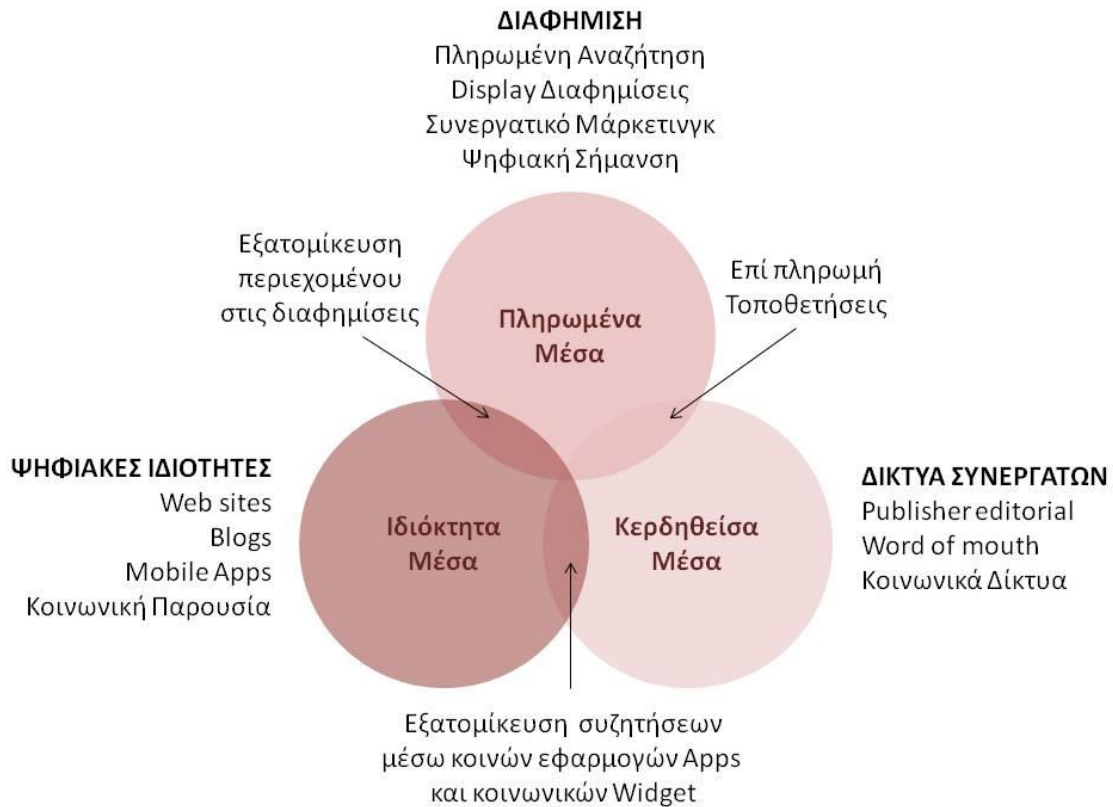 ΔΙΑΦΗΜΙΣΗ
Πληρωμένη Αναζήτηση
Display Διαφημίσεις
Συνεργατικό Μάρκετινγκ
Ψηφιακή Σήμανση
Εξατομίκευση
περιεχομένου
στις διαφημίσεις
Επί πληρωμή
Τοποθετήσεις
Πληρωμένα
Μέσα
ΨΗΦΙΑΚΕΣ ΙΔΙΟΤΗΤΕΣ
Web sites
Blogs
Mobile Apps
Κοινωνική Παρουσία
Ιδιόκτητα
Μέσα
Κερδηθείσα
Μέσα
ΔΙΚΤΥΑ ΣΥΝΕΡΓΑΤΩΝ
Publisher editorial
Word of mouth
Κοινωνικά Δίκτυα
Εξατομίκευση συζητήσεων
μέσω κοινών εφαρμογών Apps
και κοινωνικών Widget